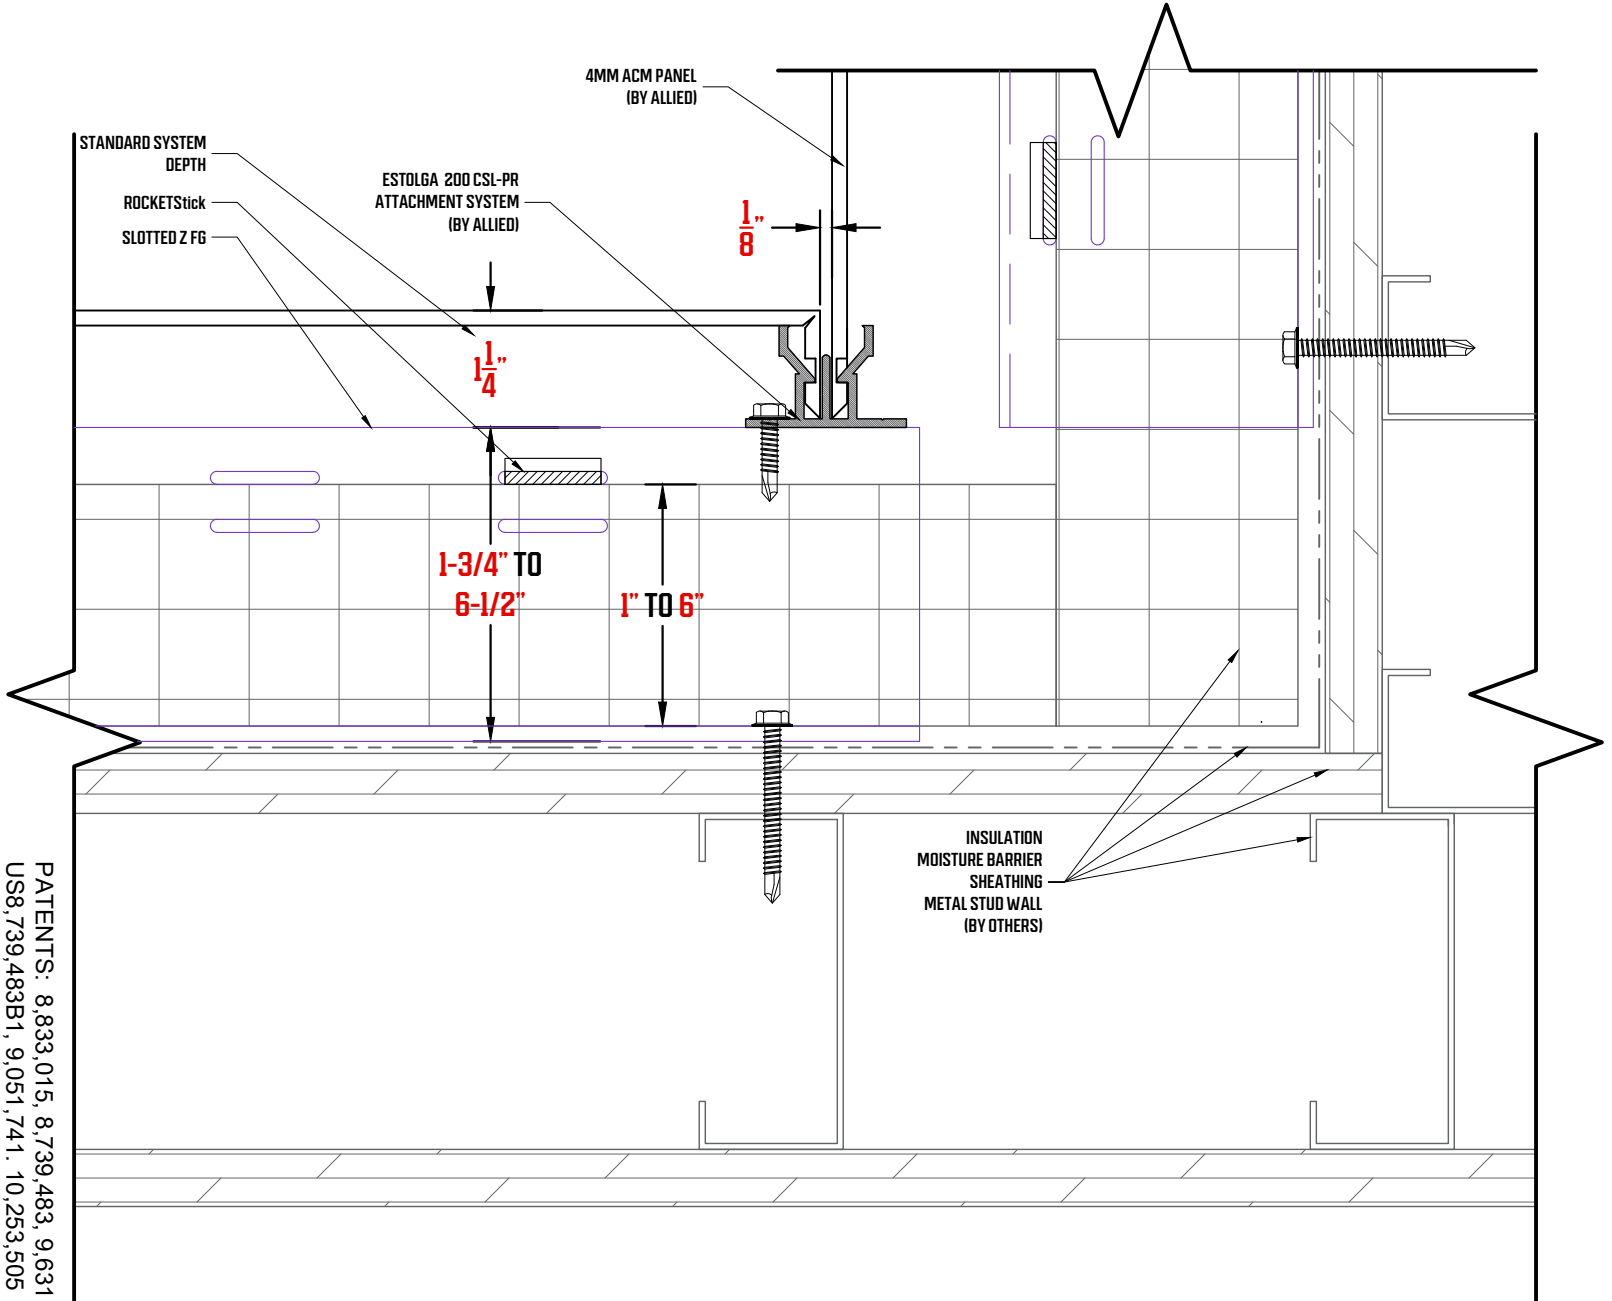 4MM ACM PANEL
(BY ALLIED)
STANDARD SYSTEM
DEPTH
ROCKETStick
SLOTTED Z FG
ESTOLGA 200 CSL-PR
ATTACHMENT SYSTEM
(BY ALLIED)
1/8"
1 1/4"
1-3/4" TO
6-1/2"
1" TO 6"
INSULATION
MOISTURE BARRIER
SHEATHING
METAL STUD WALL
(BY OTHERS)
PATENTS: 8,833,015, 8,739,483, 9,631
US8,739,483B1, 9,051,741. 10,253,505